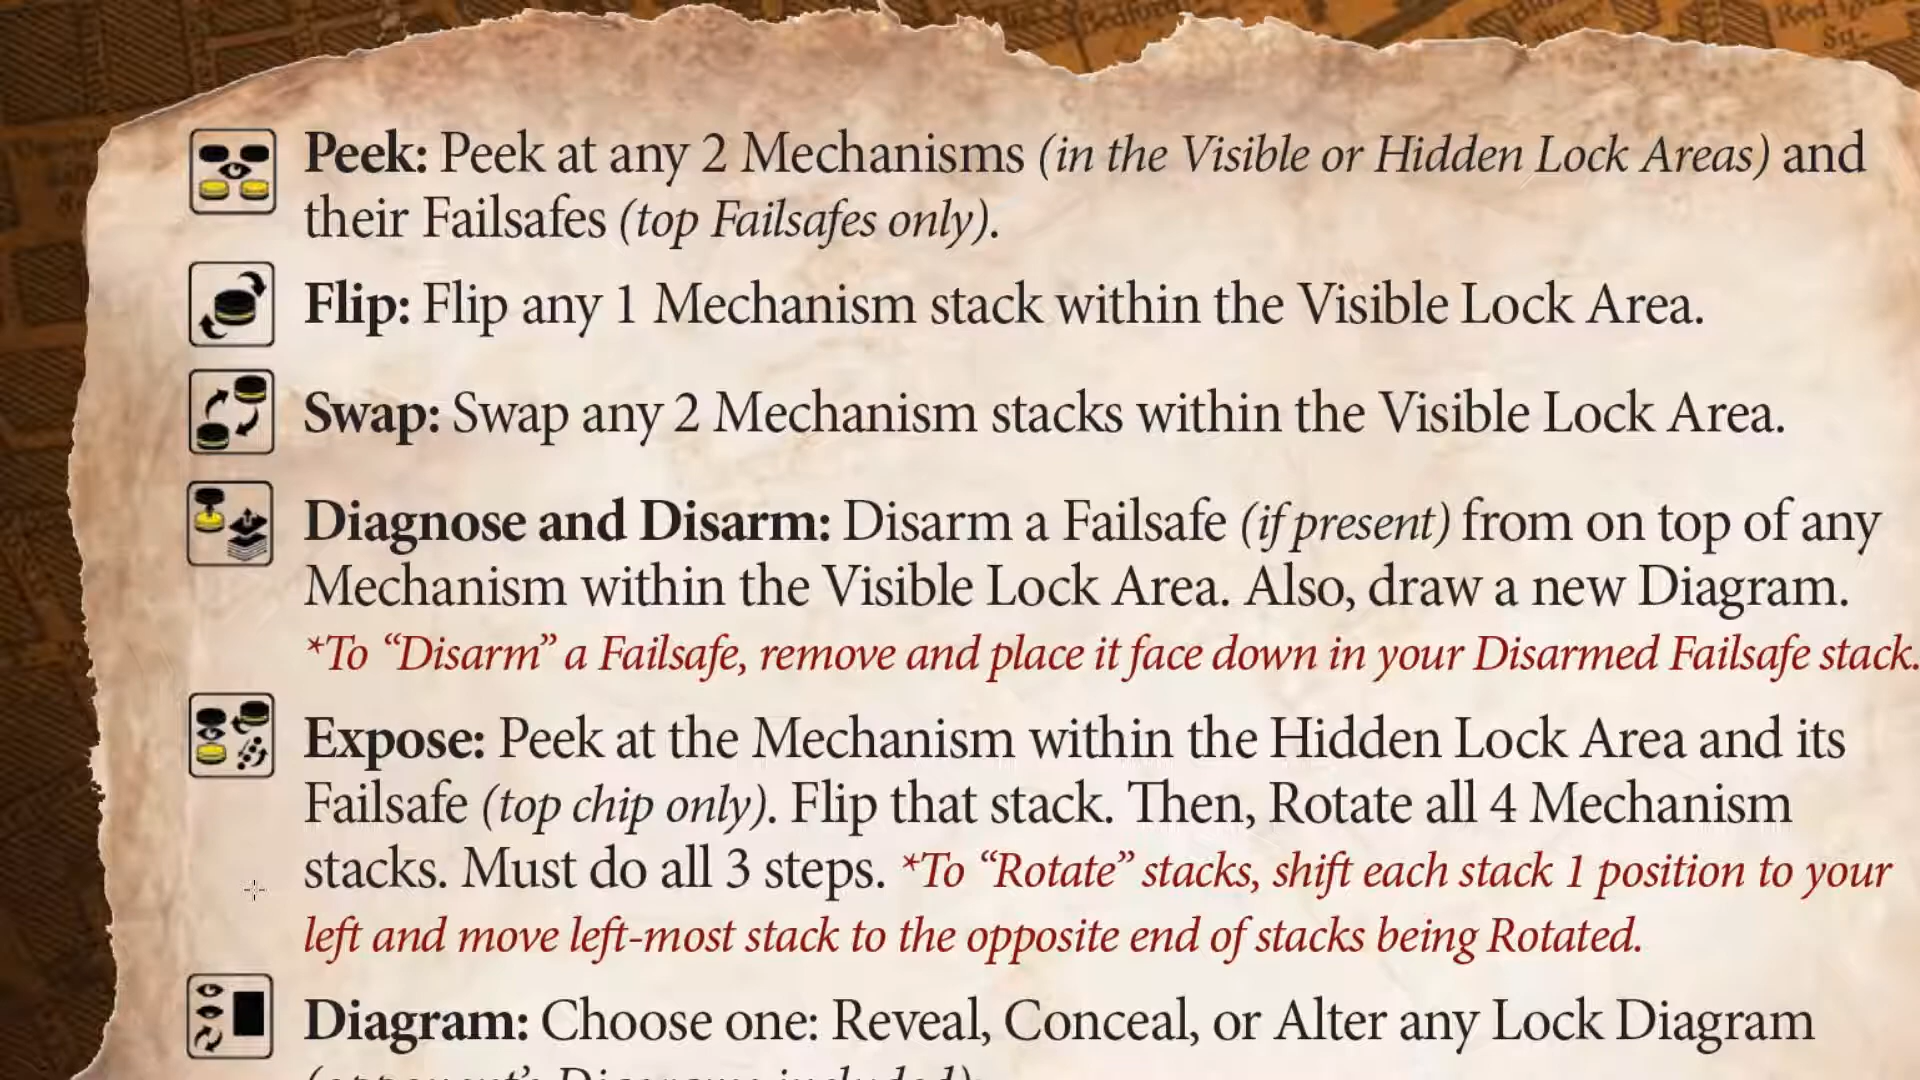 Bedford
Red
Sq-
Peek: Peek at any 2 Mechanisms (in the Visible or Hidden Lock Areas) and
their Failsafes (top Failsafes only).
Flip: Flip any 1 Mechanism stack within the Visible Lock Area.
Swap: Swap any 2 Mechanism stacks within the Visible Lock Area.
Diagnose and Disarm: Disarm a Failsafe (if present) from on top of any
Mechanism within the Visible Lock Area. Also, draw a new Diagram.
*To “Disarm” a Failsafe, remove and place it face down in your Disarmed Failsafe stack.
Expose: Peek at the Mechanism within the Hidden Lock Area and its
Failsafe (top chip only). Flip that stack. Then, Rotate all 4 Mechanism
stacks. Must do all 3 steps. *To “Rotate” stacks, shift each stack 1 position to your
left and move left-most stack to the opposite end of stacks being Rotated.
Diagram: Choose one: Reveal, Conceal, or Alter any Lock Diagram
(opponent's Diagrams included)